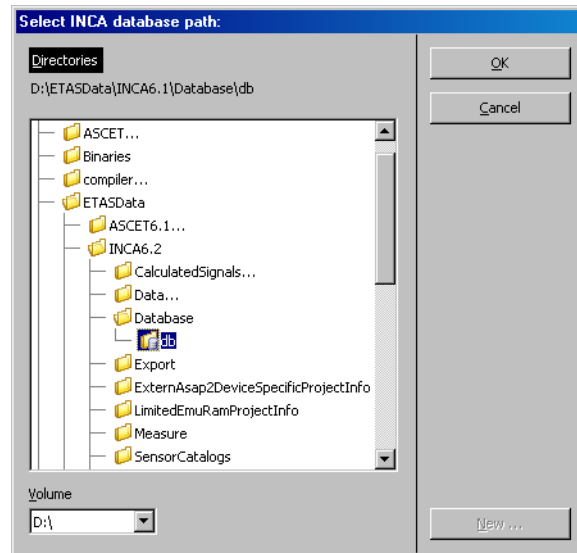 Select INCA database path:
Directories
D:\ETASData\INCA6.1\Database\db
ASCET...
Binaries
compiler...
ETASData
ASCET6.1...
INCA6.2
CalculatedSignals...
Data...
Database
db
Export
ExternAsap2DeviceSpecificProjectInfo
LimitedEmuRamProjectInfo
Measure
SensorCatalogs
Volume
D:\
OK
Cancel
New ...